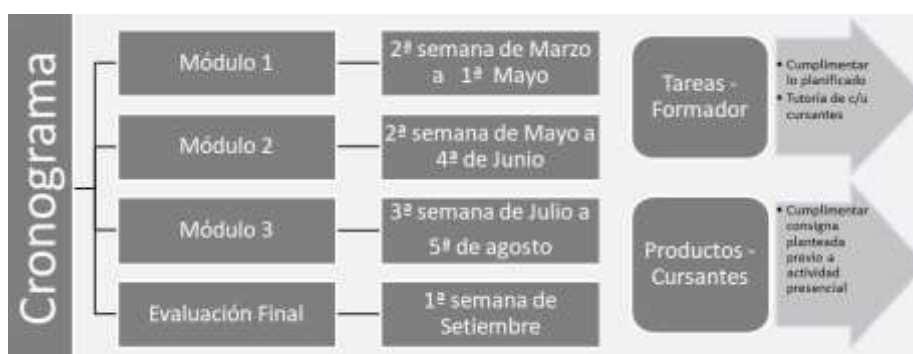 Cronograma
Módulo 1
2ª semana de Marzo
a 1ª Mayo
Módulo 2
2ª semana de Mayo a
4ª de Junio
Módulo 3
3ª semana de Julio a
5ª de agosto
Evaluación Final
1ª semana de
Setiembre
Tareas -
Formador
• Cumplimentar
lo planificado
• Tutoría de c/u
cursantes
Productos -
Cursantes
• Cumplimentar
consigna
planteada
previo a
actividad
presencial